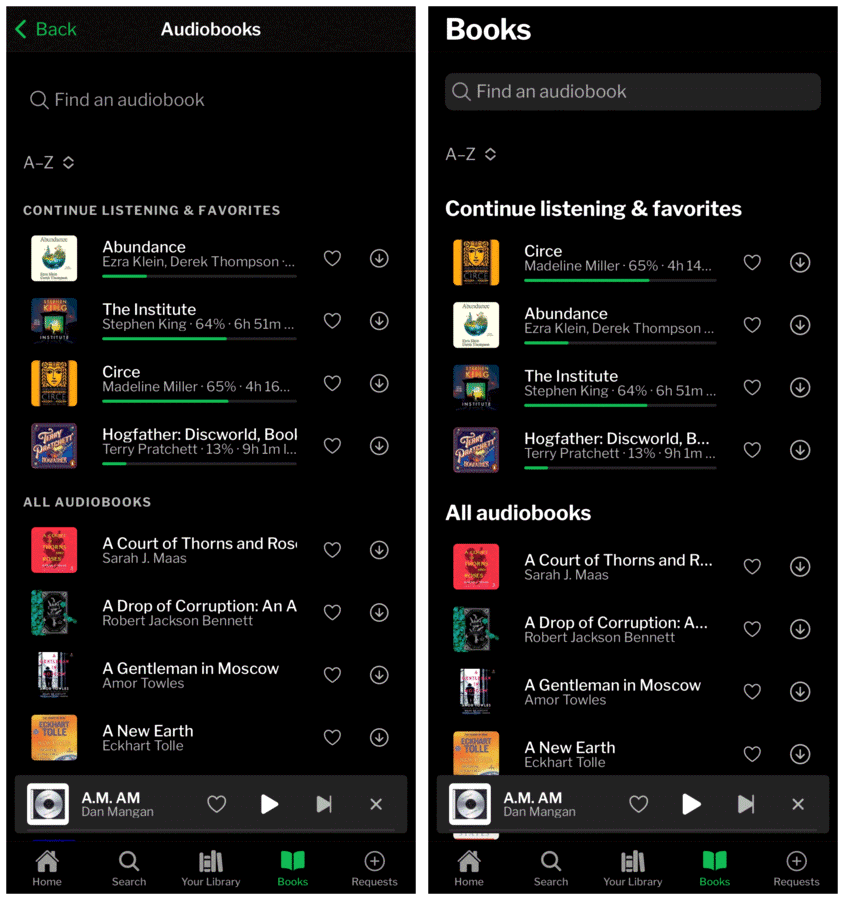 Back
Audiobooks
Find an audiobook
A–Z
CONTINUE LISTENING & FAVORITES
Abundance
Ezra Klein, Derek Thompson ·...
The Institute
Stephen King · 64% · 6h 51m ...
Circe
Madeline Miller · 65% · 4h 16...
Hogfather: Discworld, Bool
Terry Pratchett · 13% · 9h 1m l...
ALL AUDIOBOOKS
A Court of Thorns and Rose
Sarah J. Maas
A Drop of Corruption: An A
Robert Jackson Bennett
A Gentleman in Moscow
Amor Towles
A New Earth
Eckhart Tolle
ECKHART
TOLLE
A.M. AM
Dan Mangan
Home
Search
Your Library
Books
Requests
Books
Find an audiobook
A–Z
Continue listening & favorites
Circe
Madeline Miller · 65% · 4h 14...
Abundance
Ezra Klein, Derek Thompson ...
The Institute
Stephen King · 64% · 6h 51m ...
Hogfather: Discworld, B...
Terry Pratchett · 13% · 9h 1m ...
All audiobooks
A Court of Thorns and R...
Sarah J. Maas
A Drop of Corruption: A...
Robert Jackson Bennett
A Gentleman in Moscow
Amor Towles
A New Earth
Eckhart Tolle
ECKHART
TOLLE
A.M. AM
Dan Mangan
Home
Search
Your Library
Books
Requests